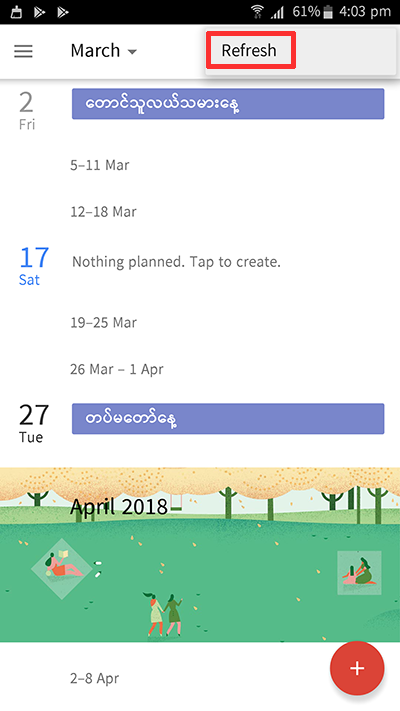 61% 4:03 pm
March
Refresh
2
Fri
တောင်သူလယ်သမားနေ့
5–11 Mar
12–18 Mar
17
Sat
Nothing planned. Tap to create.
19–25 Mar
26 Mar – 1 Apr
27
Tue
တပ်မတော်နေ့
April 2018
2–8 Apr